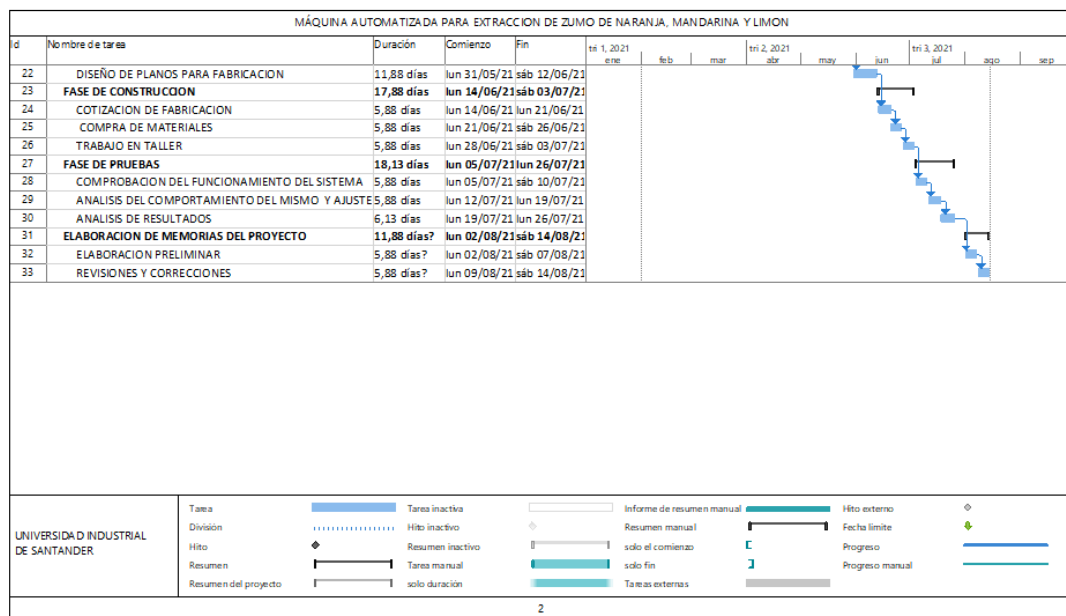 MÁQUINA AUTOMATIZADA PARA EXTRACCION DE ZUMO DE NARANJA, MANDARINA Y LIMON
Id Nombre de tarea Duración Comienzo Fin tri 1, 2021 tri 2, 2021 tri 3, 2021
ene feb mar abr may jun jul ago sep
22 DISEÑO DE PLANOS PARA FABRICACION 11,88 días lun 31/05/21 sáb 12/06/21
23 FASE DE CONSTRUCCION 17,88 días lun 14/06/21 sáb 03/07/21
24 COTIZACION DE FABRICACION 5,88 días lun 14/06/21 lun 21/06/21
25 COMPRA DE MATERIALES 5,88 días lun 21/06/21 sáb 26/06/21
26 TRABAJO EN TALLER 5,88 días lun 28/06/21 sáb 03/07/21
27 FASE DE PRUEBAS 18,13 días lun 05/07/21 lun 26/07/21
28 COMPROBACION DEL FUNCIONAMIENTO DEL SISTEMA 5,88 días lun 05/07/21 sáb 10/07/21
29 ANALISIS DEL COMPORTAMIENTO DEL MISMO Y AJUSTE 5,88 días lun 12/07/21 lun 19/07/21
30 ANALISIS DE RESULTADOS 6,13 días lun 19/07/21 lun 26/07/21
31 ELABORACION DE MEMORIAS DEL PROYECTO 11,88 días? lun 02/08/21 sáb 14/08/21
32 ELABORACION PRELIMINAR 5,88 días? lun 02/08/21 sáb 07/08/21
33 REVISIONES Y CORRECCIONES 5,88 días? lun 09/08/21 sáb 14/08/21
UNIVERSIDAD INDUSTRIAL
DE SANTANDER
Tarea Tarea inactiva Informe de resumen manual Hito externo
División Hito inactivo Resumen manual Fecha límite
Hito Resumen inactivo solo el comienzo Progreso
Resumen Tarea manual solo fin Progreso manual
Resumen del proyecto solo duración Tareas externas
2